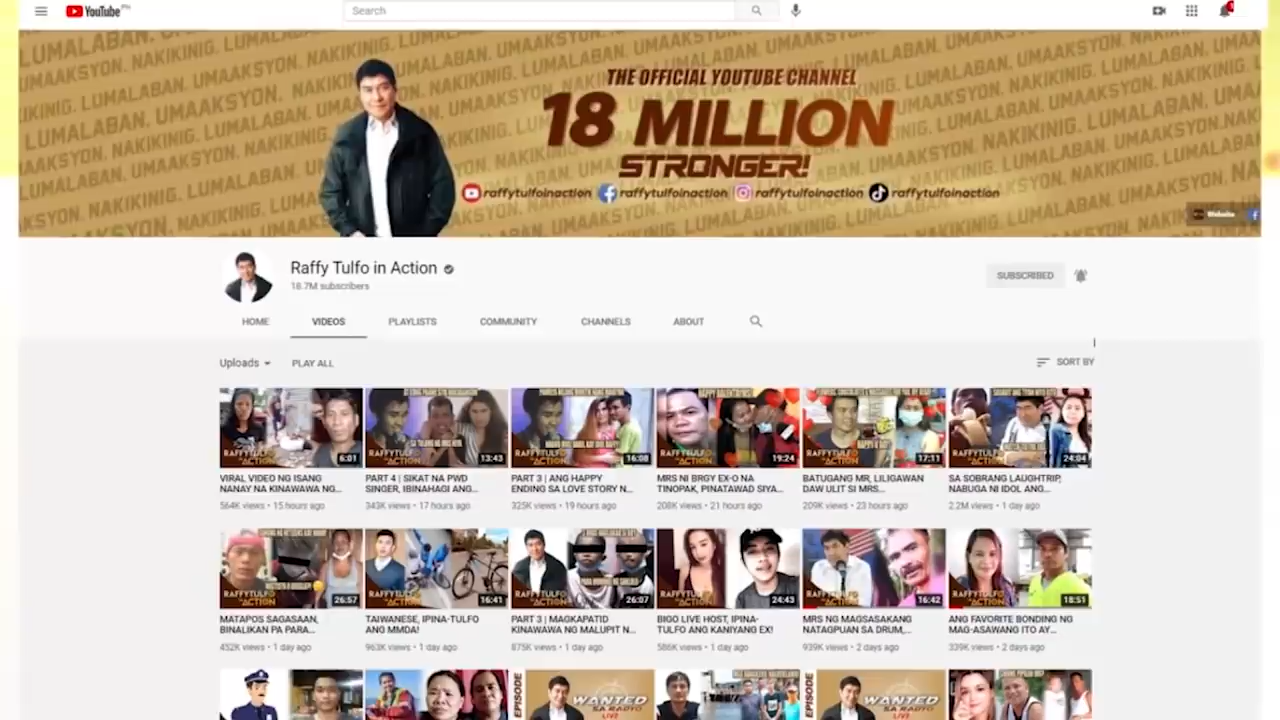 YouTube PH
Search
LUMALABAN. UMAAKSYON. NAKIKINIG.
THE OFFICIAL YOUTUBE CHANNEL
18 MILLION
STRONGER!
raffytulfoinaction raffytulfoinaction raffytulfoinaction raffytulfoinaction
Website
Raffy Tulfo in Action
18.7M subscribers
SUBSCRIBED
HOME VIDEOS PLAYLISTS COMMUNITY CHANNELS ABOUT
Uploads PLAY ALL SORT BY
RAFFYTULFO IN ACTION 6:01
13:43
16:08
HAPPY VALENTINES! 19:24
17:11
24:04
VIRAL VIDEO NG ISANG
NANAY NA KINAWAWA NG...
564K views • 15 hours ago
PART 4 | SIKAT NA PWD
SINGER, IBINAHAGI ANG...
343K views • 17 hours ago
PART 3 | ANG HAPPY
ENDING SA LOVE STORY N...
325K views • 19 hours ago
MRS NI BRGY EX-O NA
TINOPAK, PINATAWAD SIYA...
208K views • 21 hours ago
BATUGANG MR, LILIGAWAN
DAW ULIT SI MRS...
209K views • 23 hours ago
SA SOBRANG LAUGHTRIP,
NABUGA NI IDOL ANG...
2.2M views • 1 day ago
26:57
16:41
26:07
24:43
16:42
18:51
MATAPOS SAGASAAN,
BINALIKAN PA PARA...
452K views • 1 day ago
TAIWANESE, IPINA-TULFO
ANG MMDA!
963K views • 1 day ago
PART 3 | MAGKAPATID
KINAWAWA NG MALUPIT N...
875K views • 1 day ago
BIGO LIVE HOST, IPINA-
TULFO ANG KANIYANG EX!
586K views • 1 day ago
MRS NG MAGSASAKANG
NATAGPUAN SA DRUM,...
939K views • 2 days ago
ANG FAVORITE BONDING NG
MAG-ASAWANG ITO AY...
339K views • 2 days ago
EPISODE
WANTED
SA RADYO
LIVE
EPISODE
WANTED
SA RADYO
LIVE